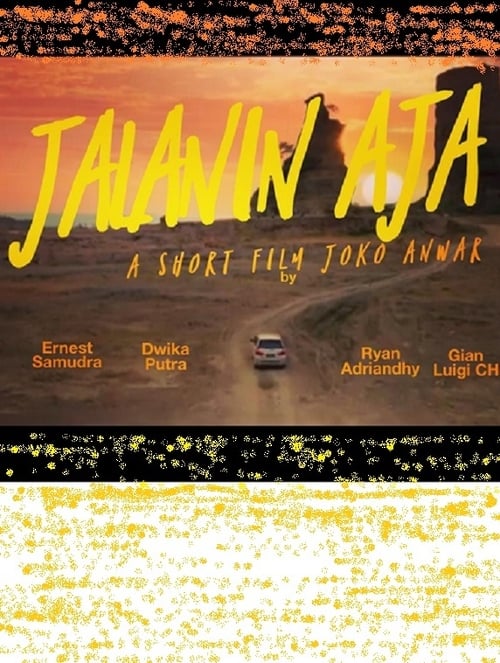 JALANIN AJA
A SHORT FILM by JOKO ANWAR
Ernest Samudra
Dwika Putra
Ryan Adriandhy
Gian Luigi CH